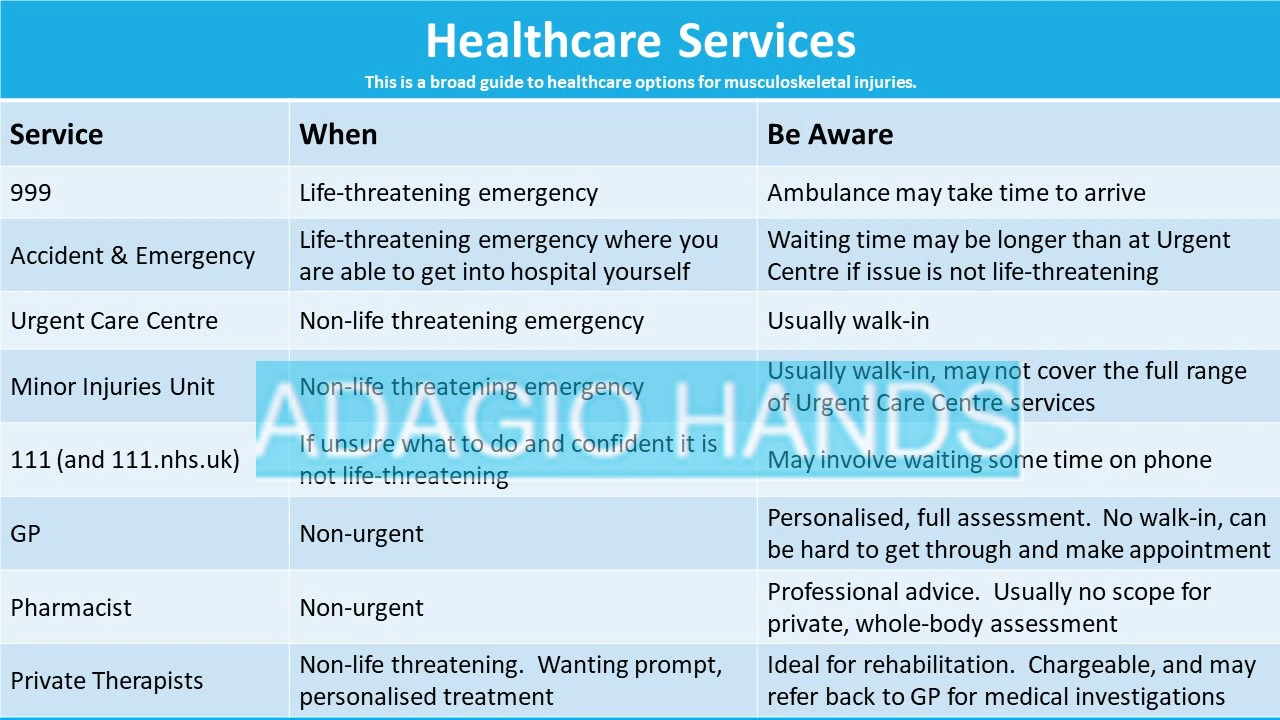 Healthcare Services
This is a broad guide to healthcare options for musculoskeletal injuries.
Service When Be Aware
999 Life-threatening emergency Ambulance may take time to arrive
Accident & Emergency Life-threatening emergency where you
are able to get into hospital yourself
Waiting time may be longer than at Urgent
Centre if issue is not life-threatening
Urgent Care Centre Non-life threatening emergency Usually walk-in
Minor Injuries Unit Non-life threatening emergency Usually walk-in, may not cover the full range
of Urgent Care Centre services
ADAGIO HANDS
111 (and 111.nhs.uk) If unsure what to do and confident it is
not life-threatening
May involve waiting some time on phone
GP Non-urgent Personalised, full assessment.  No walk-in, can
be hard to get through and make appointment
Pharmacist Non-urgent Professional advice.  Usually no scope for
private, whole-body assessment
Private Therapists Non-life threatening.  Wanting prompt,
personalised treatment
Ideal for rehabilitation.  Chargeable, and may
refer back to GP for medical investigations